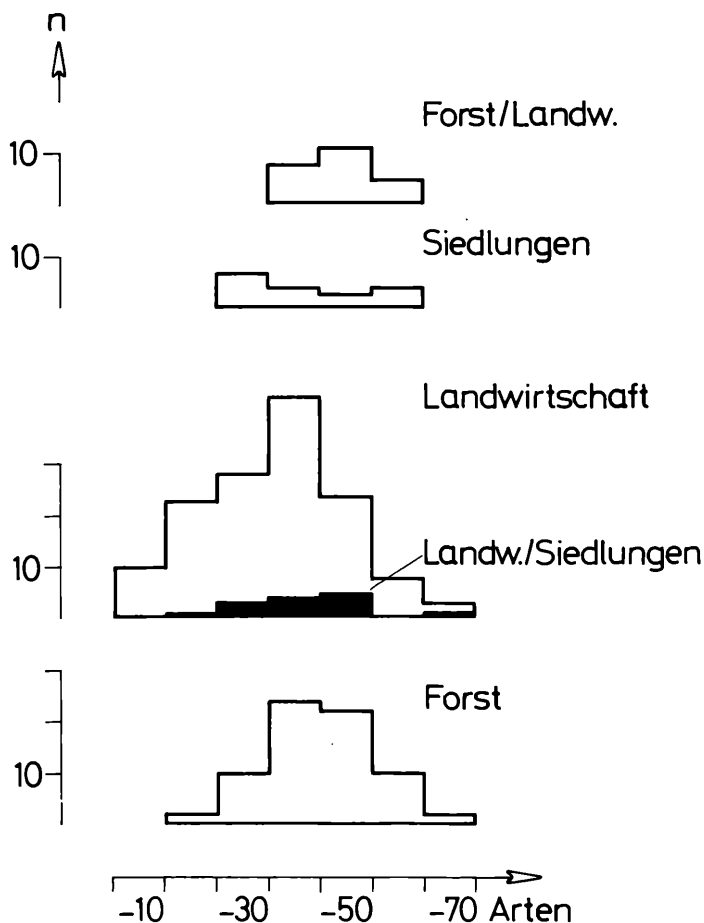 n
Forst/Landw.
10
Siedlungen
10
Landwirtschaft
Landw./Siedlungen
10
Forst
10
-10 -30 -50 -70 Arten